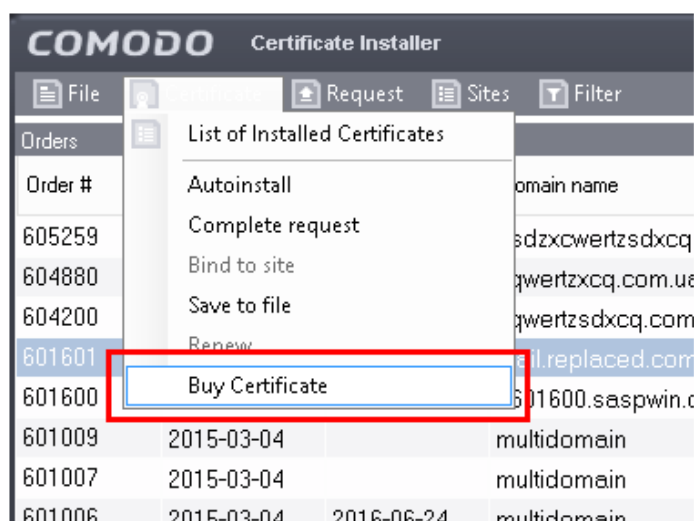 COMODO Certificate Installer
File Certificate Request Sites Filter
Orders
List of Installed Certificates
Order # Autoinstall omain name
605259 Complete request sdzxcwertzsdxcq
604880 Bind to site qwertzxcq.com.ua
604200 Save to file qwertzsdxcq.com
601601 Renew ail.replaced.com
601600 Buy Certificate 601600.saspwin.c
601009 2015-03-04 multidomain
601007 2015-03-04 multidomain
601006 2015-03-04 2016-06-24 multidomain